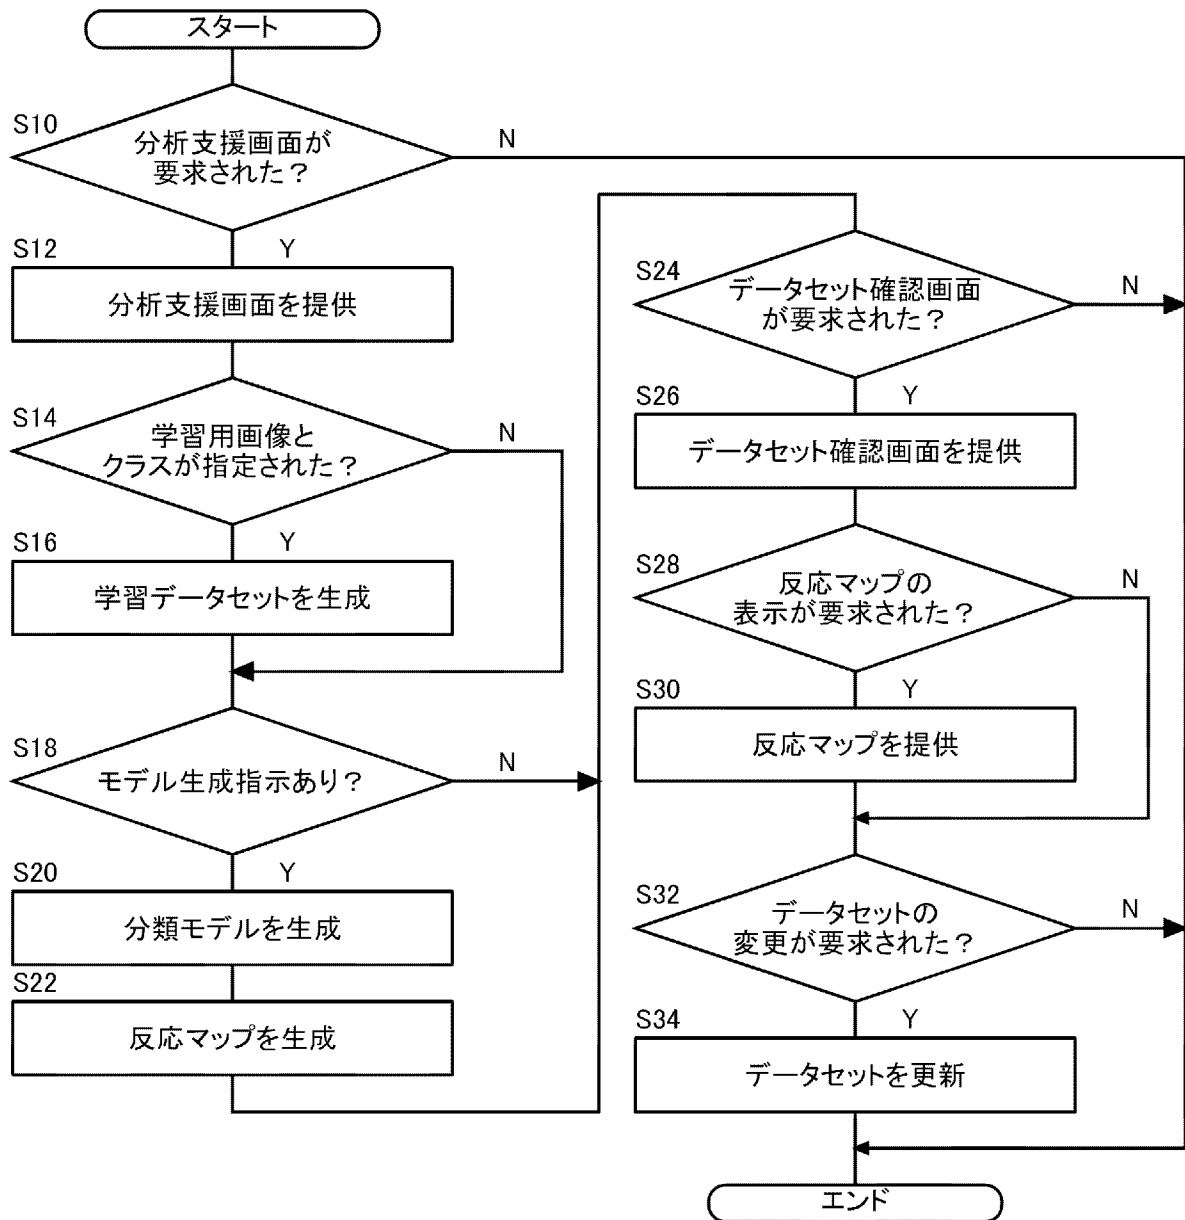 スタート
S10
分析支援画面が
要求された？
N
S12
Y
分析支援画面を提供
S14
学習用画像と
クラスが指定された？
N
S16
Y
学習データセットを生成
S18
モデル生成指示あり？
N
S20
Y
分類モデルを生成
S22
反応マップを生成
S24
データセット確認画面
が要求された？
N
S26
Y
データセット確認画面を提供
S28
反応マップの
表示が要求された？
N
S30
Y
反応マップを提供
S32
データセットの
変更が要求された？
N
S34
Y
データセットを更新
エンド